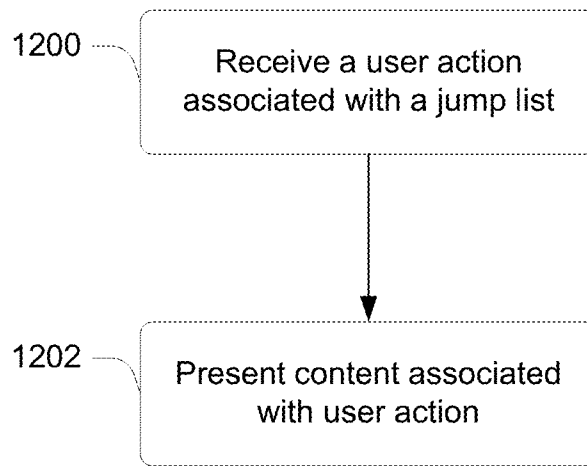 1200
Receive a user action
associated with a jump list
1202
Present content associated
with user action